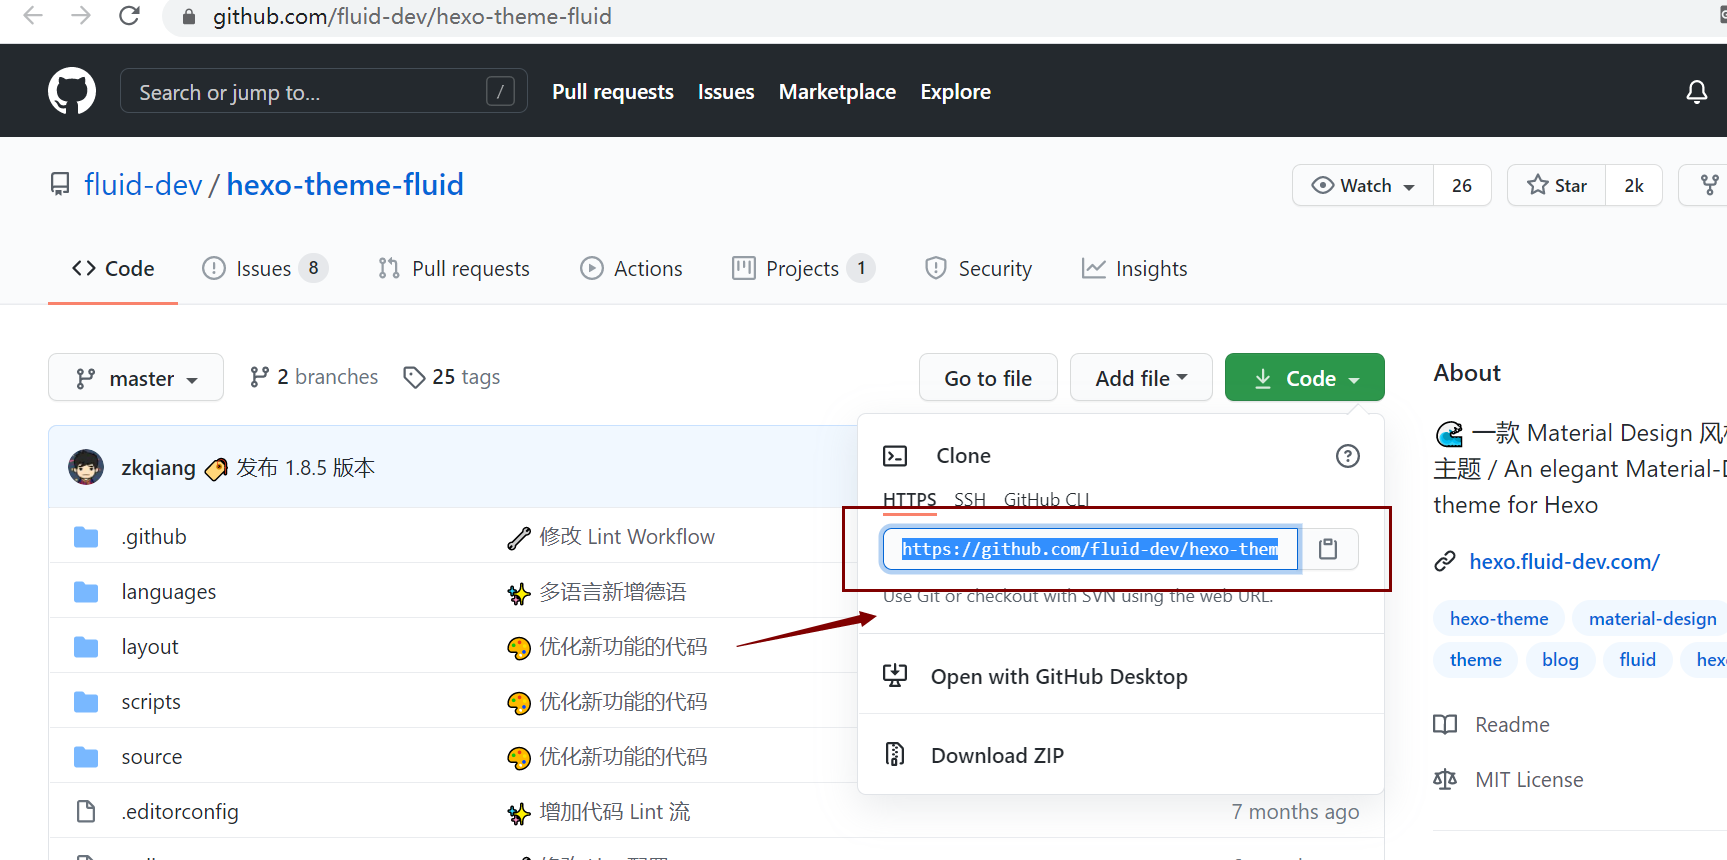 github.com/fluid-dev/hexo-theme-fluid
Search or jump to... / Pull requests Issues Marketplace Explore
fluid-dev / hexo-theme-fluid
Watch 26 Star 2k
Code Issues 8 Pull requests Actions Projects 1 Security Insights
master 2 branches 25 tags Go to file Add file Code
About
zkqiang 发布 1.8.5 版本
Clone
HTTPS SSH GitHub CLI
https://github.com/fluid-dev/hexo-them
Use Git or checkout with SVN using the web URL.
Open with GitHub Desktop
Download ZIP
.github 修改 Lint Workflow
languages 多语言新增德语
layout 优化新功能的代码
scripts 优化新功能的代码
source 优化新功能的代码
.editorconfig 增加代码 Lint 流 7 months ago
一款 Material Design
主题 / An elegant Material-D
theme for Hexo
hexo.fluid-dev.com/
hexo-theme material-design
theme blog fluid hex
Readme
MIT License